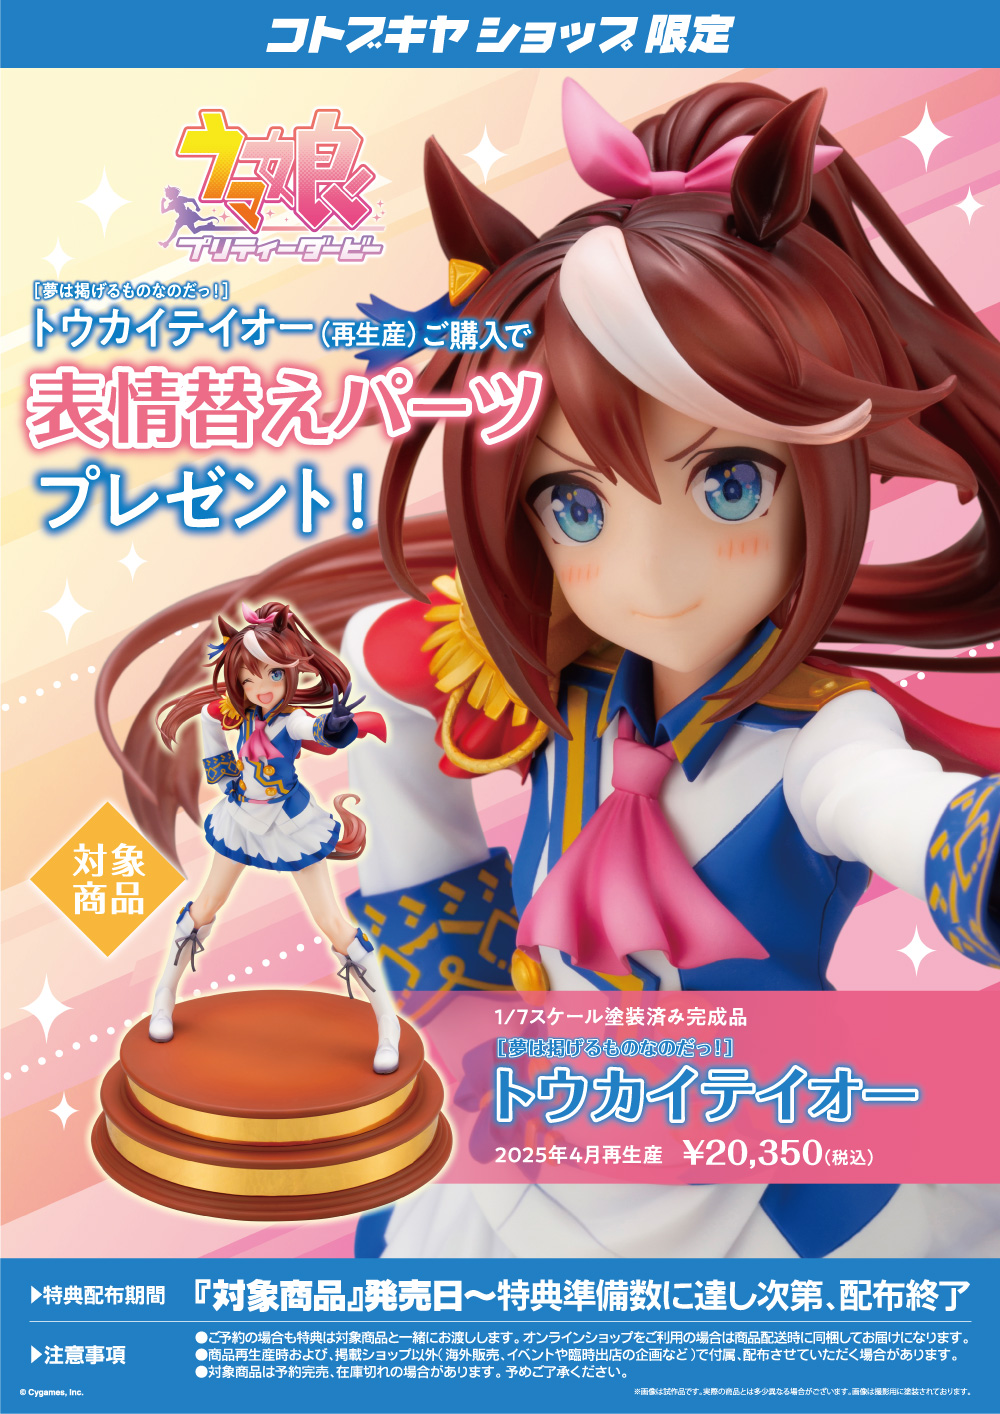 コトブキヤショップ限定
ウマ娘
プリティーダービー
[夢は掲げるものなのだっ!]
トウカイテイオー(再生産)ご購入で
表情替えパーツ
プレゼント!
対象
商品
1/7スケール塗装済み完成品
[夢は掲げるものなのだっ!]
トウカイテイオー
2025年4月再生産 ¥20,350(税込)
▶特典配布期間 『対象商品』発売日〜特典準備数に達し次第、配布終了
▶注意事項
●ご予約の場合も特典は対象商品と一緒にお渡しします。オンラインショップをご利用の場合は商品配送時に同梱してお届けになります。
●商品再生産時および、掲載ショップ以外(海外販売、イベントや臨時出店の企画など)で付属、配布させていただく場合があります。
●対象商品は予約完売、在庫切れの場合があります。予めご了承ください。
© Cygames, Inc.
※画像は試作品です。実際の商品とは多少異なる場合がございます。画像は撮影用に塗装されております。